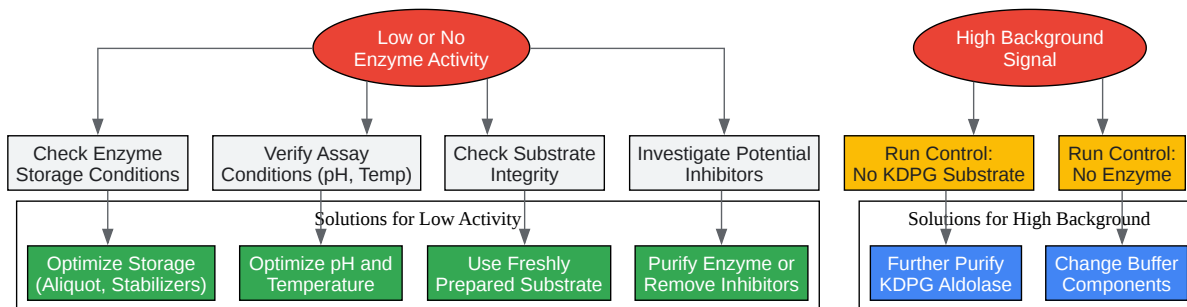 Low or No
Enzyme Activity
High Background
Signal
Check Enzyme
Storage Conditions
Verify Assay
Conditions (pH, Temp)
Check Substrate
Integrity
Investigate Potential
Inhibitors
Run Control:
No KDPG Substrate
Run Control:
No Enzyme
Solutions for Low Activity
Solutions for High Background
Optimize Storage
(Aliquot, Stabilizers)
Optimize pH and
Temperature
Use Freshly
Prepared Substrate
Purify Enzyme or
Remove Inhibitors
Further Purify
KDPG Aldolase
Change Buffer
Components